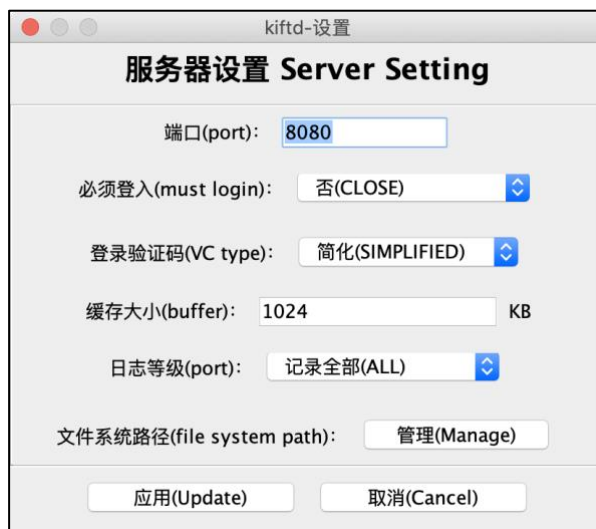 kiftd-设置
服务器设置 Server Setting
端口(port)： 8080
必须登入(must login)： 否(CLOSE)
登录验证码(VC type)： 简化(SIMPLIFIED)
缓存大小(buffer)： 1024 KB
日志等级(port)： 记录全部(ALL)
文件系统路径(file system path)： 管理(Manage)
应用(Update) 取消(Cancel)